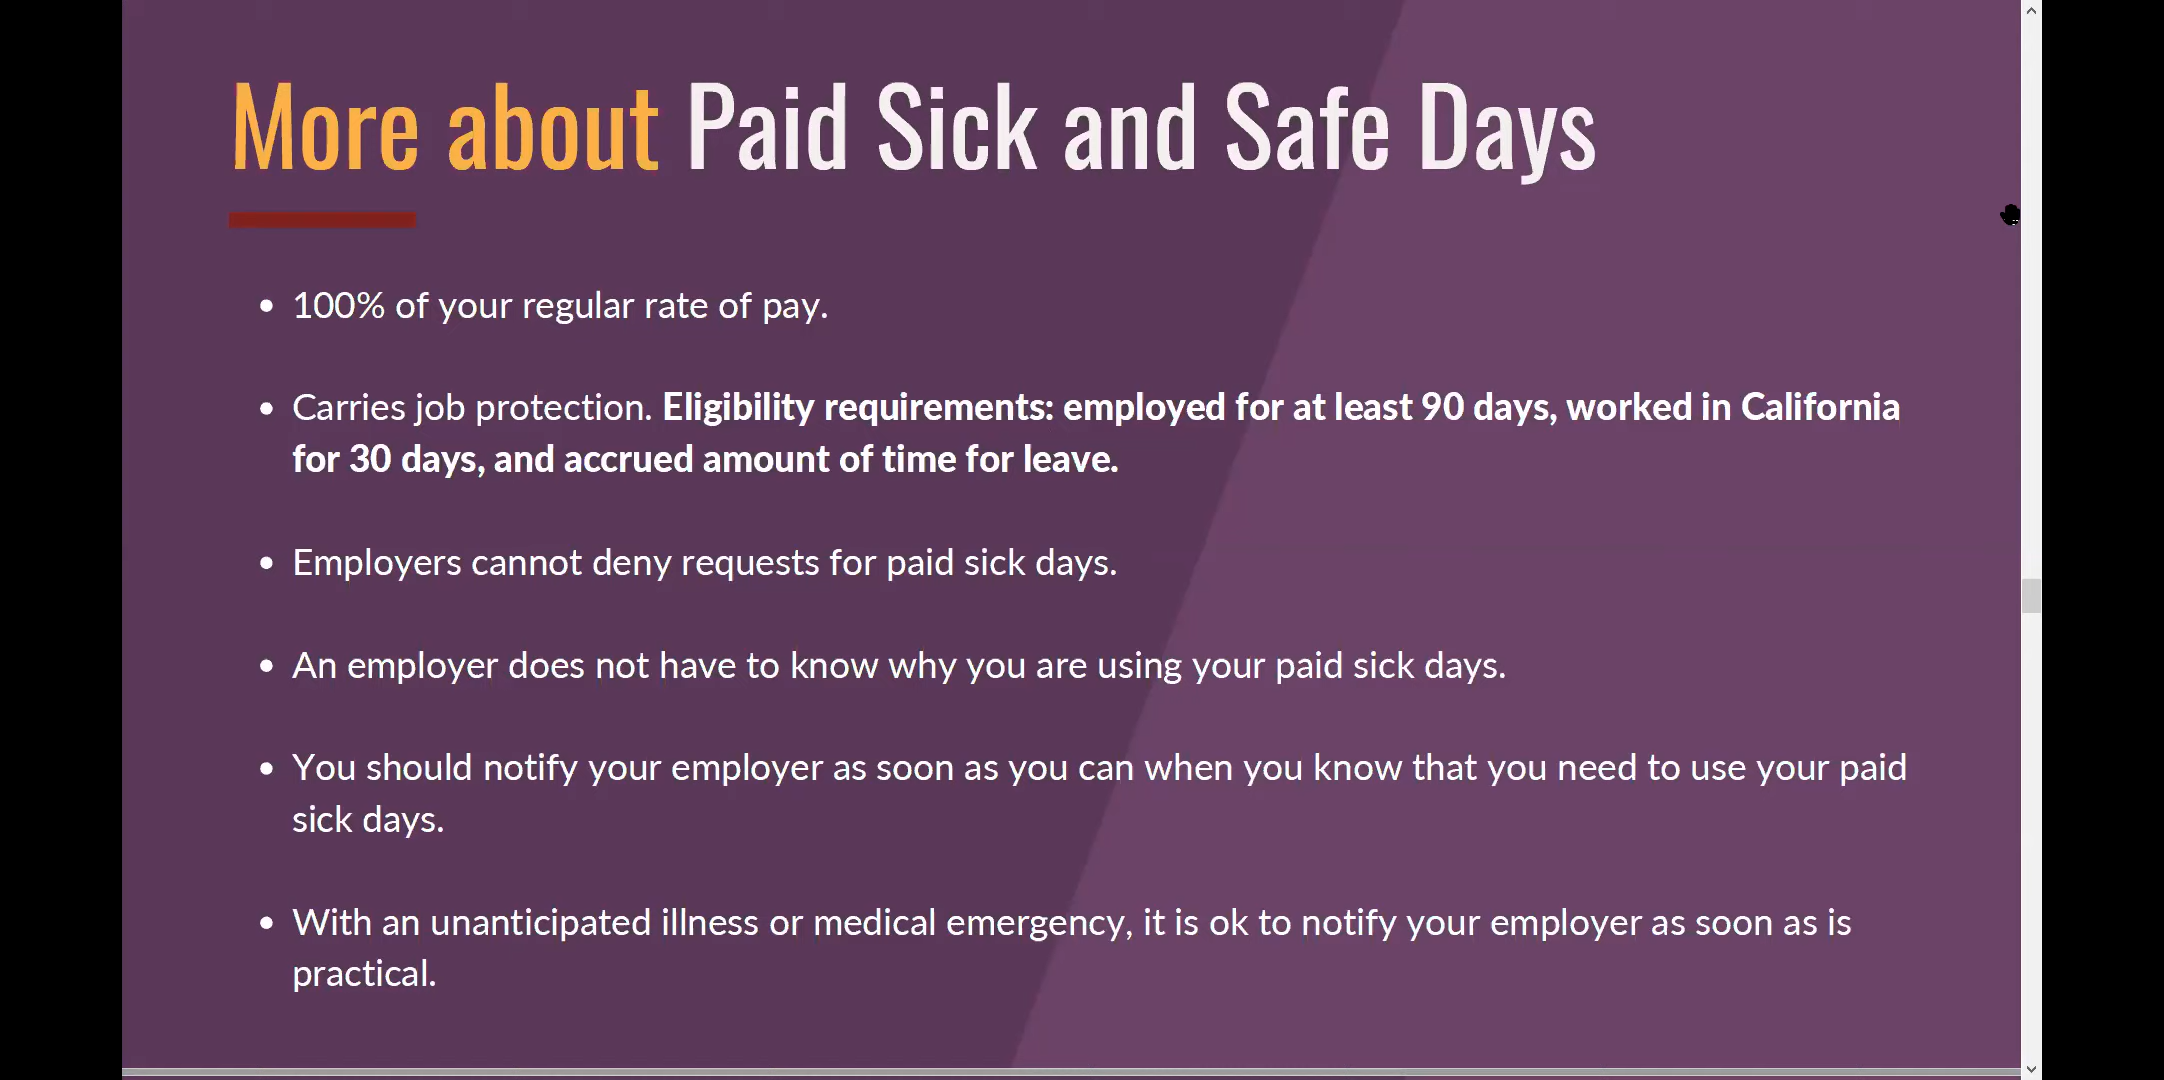 More about Paid Sick and Safe Days
• 100% of your regular rate of pay.
• Carries job protection. Eligibility requirements: employed for at least 90 days, worked in California
for 30 days, and accrued amount of time for leave.
• Employers cannot deny requests for paid sick days.
• An employer does not have to know why you are using your paid sick days.
• You should notify your employer as soon as you can when you know that you need to use your paid
sick days.
• With an unanticipated illness or medical emergency, it is ok to notify your employer as soon as is
practical.